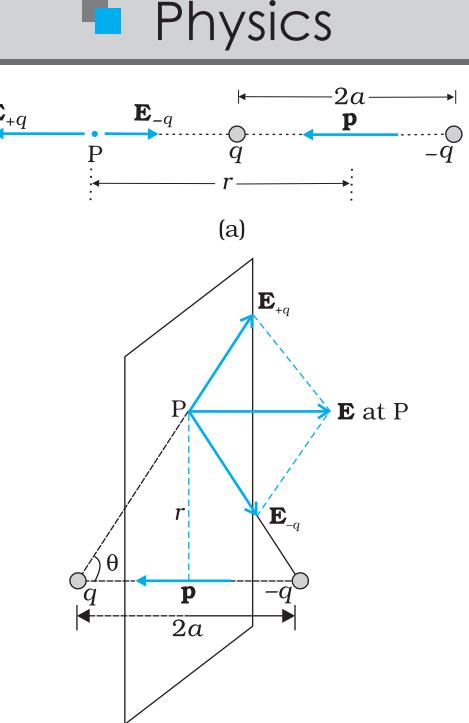 Physics
2a
E+q
E–q
p
P
q
–q
r
(a)
E+q
P
E at P
r
E–q
θ
q
p
–q
2a